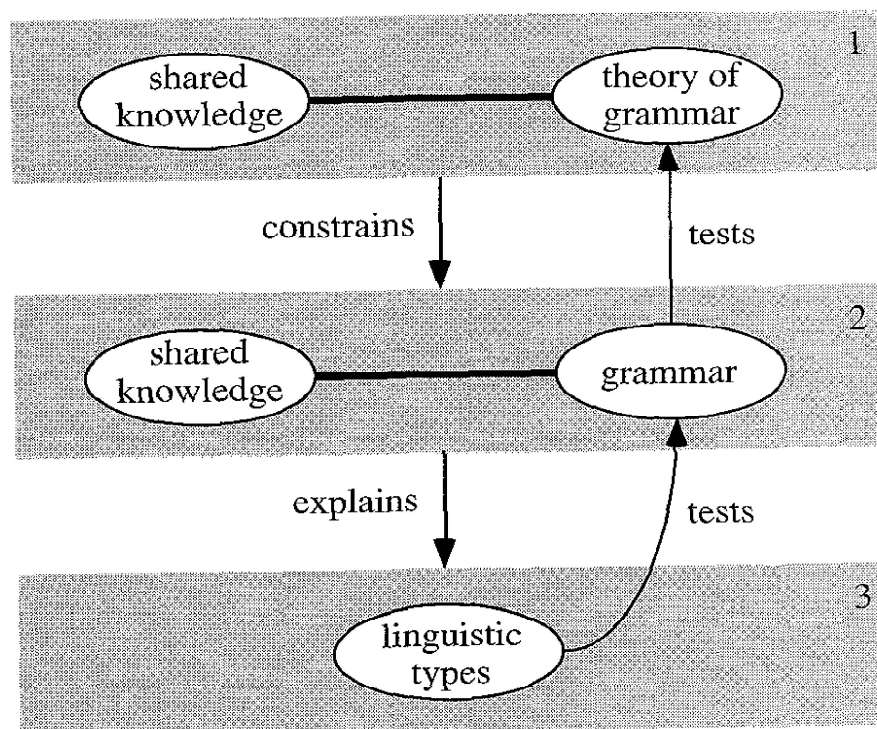 1
shared
knowledge
theory of
grammar
constrains
tests
2
shared
knowledge
grammar
explains
tests
3
linguistic
types